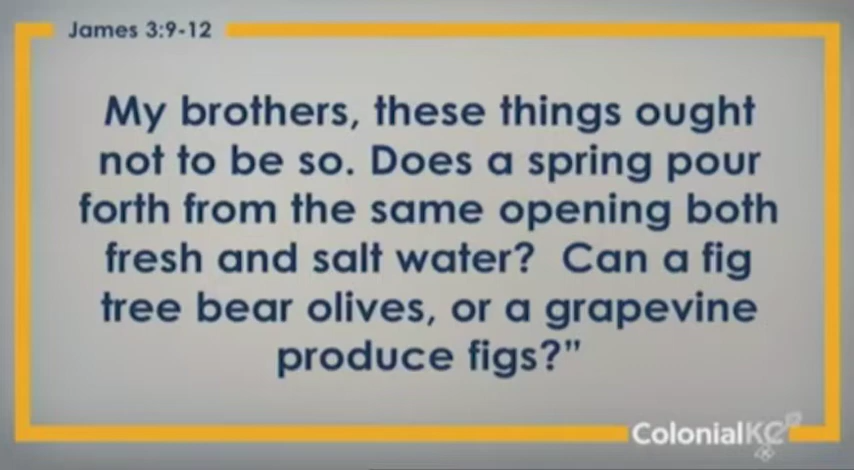 James 3:9-12
My brothers, these things ought
not to be so. Does a spring pour
forth from the same opening both
fresh and salt water?  Can a fig
tree bear olives, or a grapevine
produce figs?”
ColonialKC